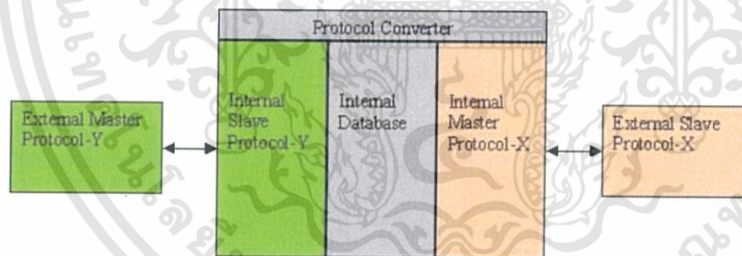 Protocol Converter
External Master
Protocol-Y
Internal
Slave
Protocol-Y
Internal
Database
Internal
Master
Protocol-X
External Slave
Protocol-X